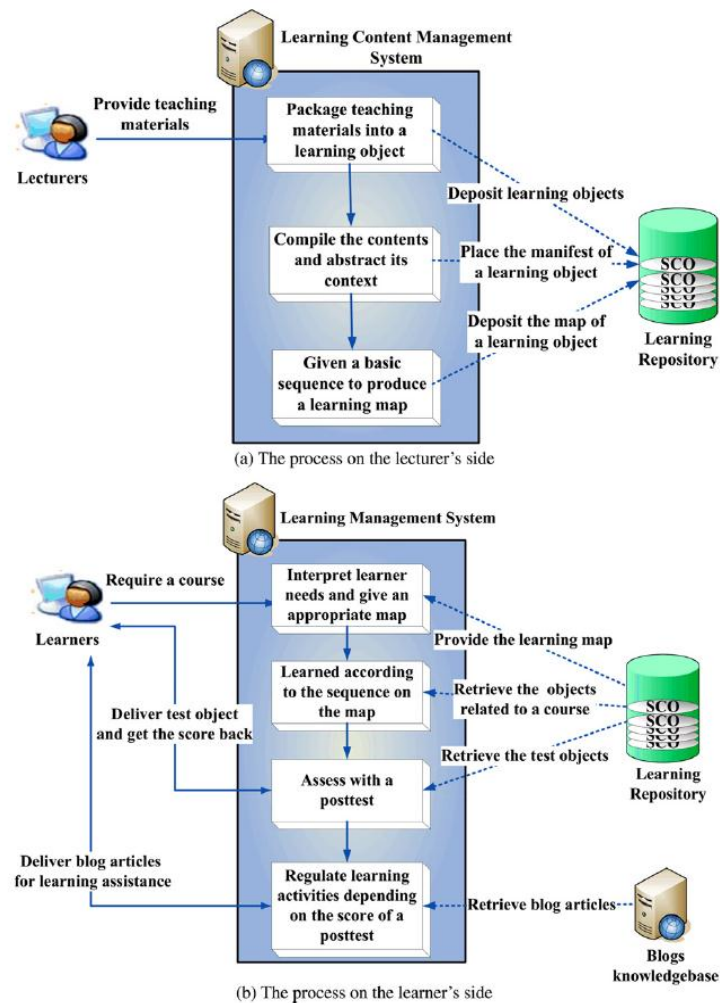 Learning Content Management
System
Provide teaching
materials
Lecturers
Package teaching
materials into a
learning object
Deposit learning objects
Compile the contents
and abstract its
context
Place the manifest of
a learning object
SCO
SCO
SCO
SCO
Deposit the map of
a learning object
Learning
Repository
Given a basic
sequence to produce
a learning map
(a) The process on the lecturer's side
Learning Management System
Require a course
Learners
Interpret learner
needs and give an
appropriate map
Provide the learning map
Learned according
to the sequence on
the map
Retrieve the objects
related to a course
SCO
SCO
SCO
SCO
Deliver test object
and get the score back
Retrieve the test objects
Learning
Repository
Assess with a
posttest
Deliver blog articles
for learning assistance
Regulate learning
activities depending
on the score of a
posttest
Retrieve blog articles
Blogs
knowledgebase
(b) The process on the learner's side